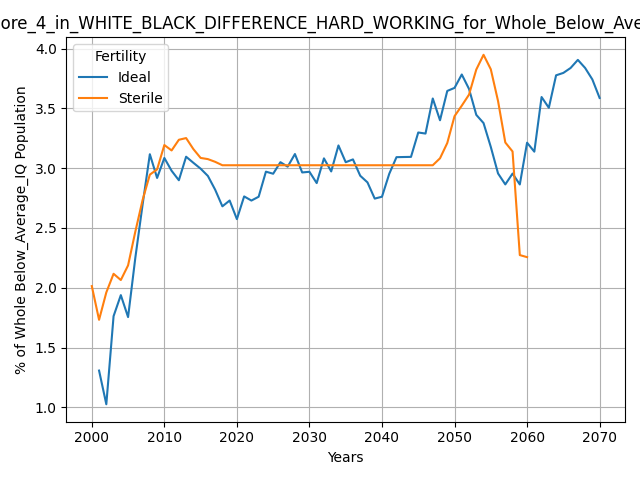 ore_4_in_WHITE_BLACK_DIFFERENCE_HARD_WORKING_for_Whole_Below_Ave
Fertility
Ideal
Sterile
% of Whole Below_Average_IQ Population
4.0
3.5
3.0
2.5
2.0
1.5
1.0
2000 2010 2020 2030 2040 2050 2060 2070
Years